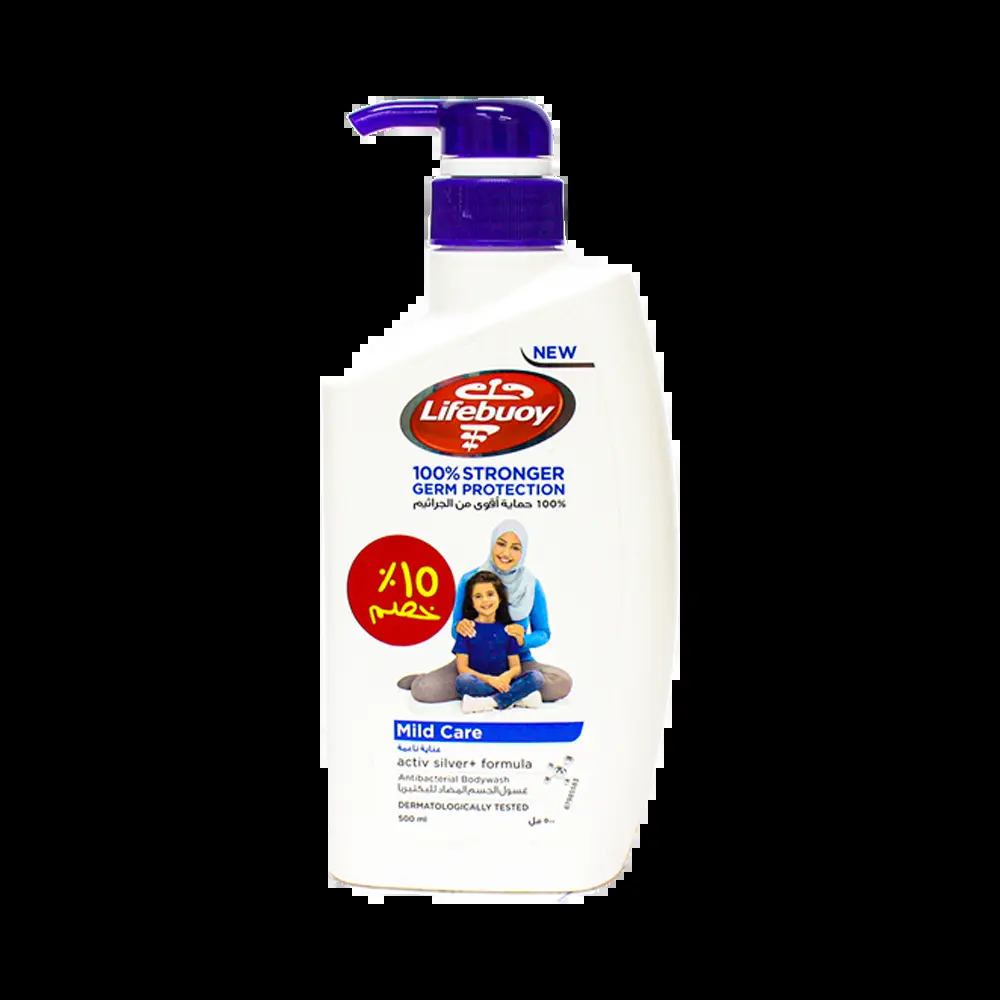 NEW
Lifebuoy
100% STRONGER
GERM PROTECTION
100% حماية أقوى من الجراثيم
٪١٥
خصم
Mild Care
عناية ناعمة
activ silver+ formula
Antibacterial Bodywash
غسول الجسم المضاد للبكتيريا
DERMATOLOGICALLY TESTED
500 ml
٥٠٠ مل